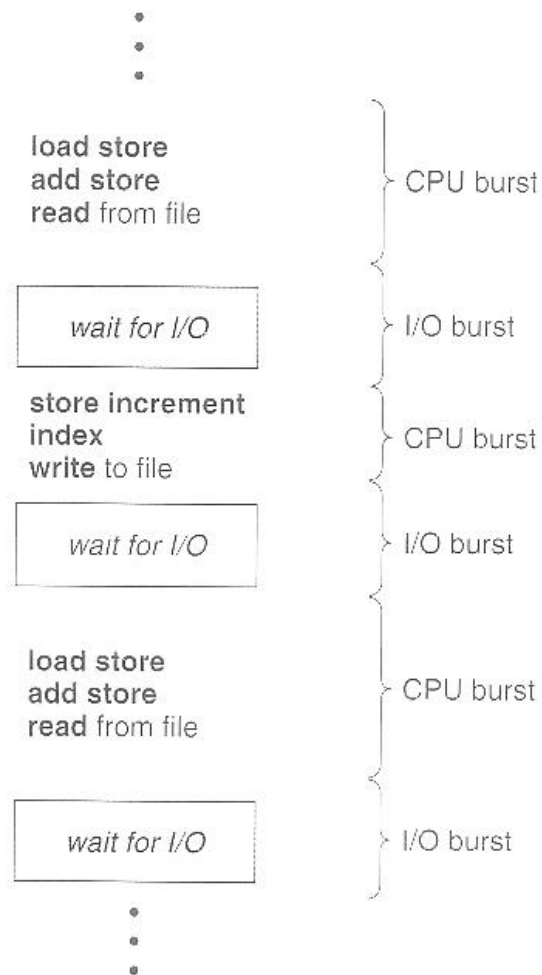 load store
add store
read from file
CPU burst
wait for I/O
I/O burst
store increment
index
write to file
CPU burst
wait for I/O
I/O burst
load store
add store
read from file
CPU burst
wait for I/O
I/O burst